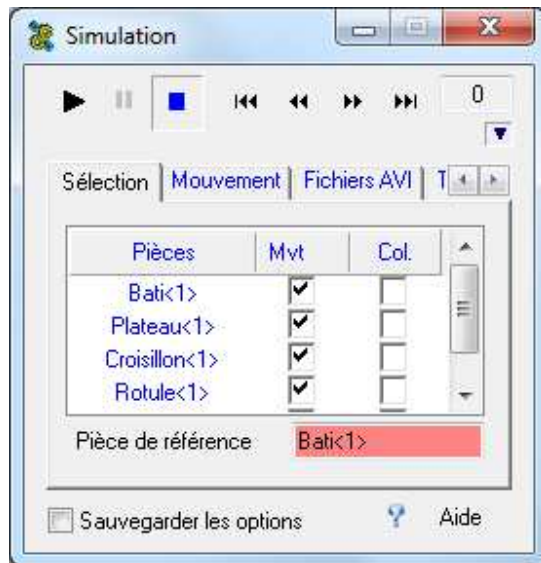 Simulation
0
Sélection Mouvement Fichiers AVI T
Pièces Mvt Col.
Bati<1>
Plateau<1>
Croisillon<1>
Rotule<1>
Pièce de référence Bati<1>
Sauvegarder les options ? Aide